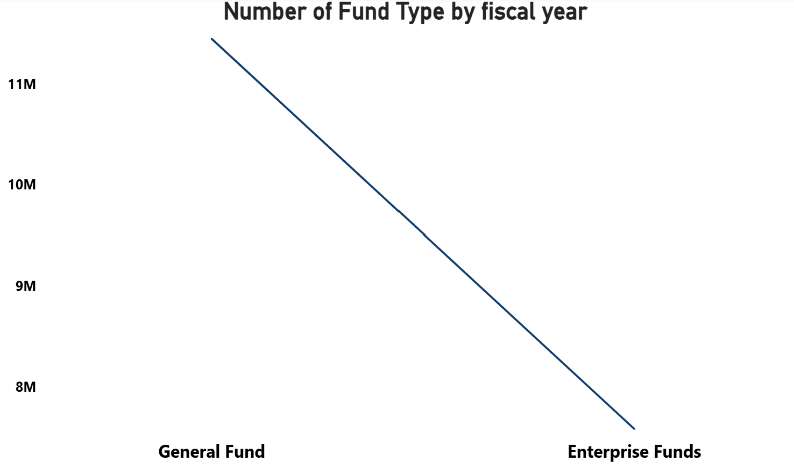 Number of Fund Type by fiscal year
11M
10M
9M
8M
General Fund
Enterprise Funds